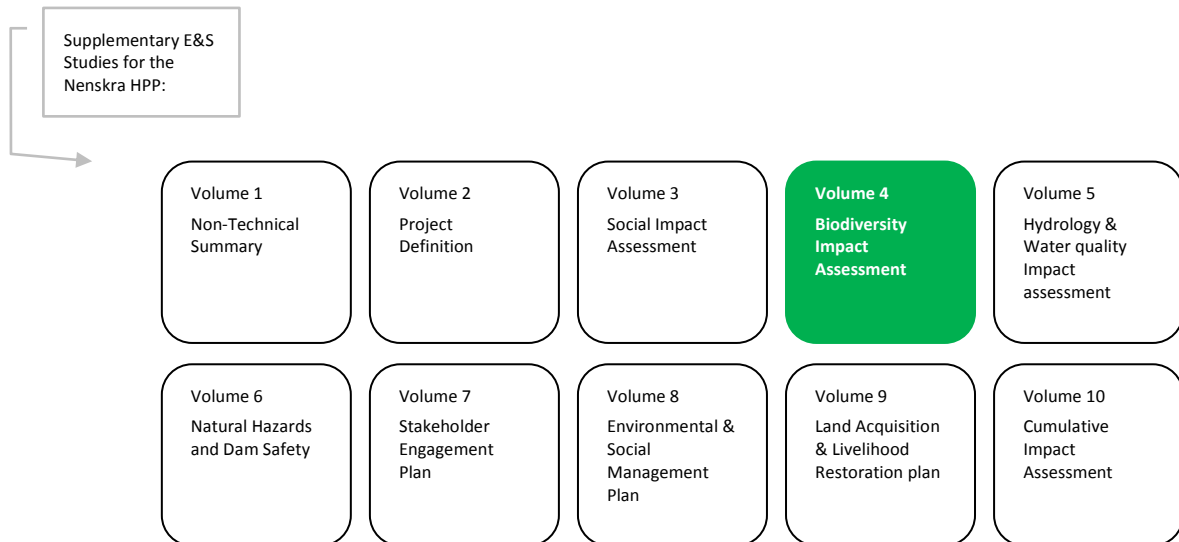 Supplementary E&S
Studies for the
Nenskra HPP:
Volume 1
Non-Technical
Summary
Volume 2
Project
Definition
Volume 3
Social Impact
Assessment
Volume 4
Biodiversity
Impact
Assessment
Volume 5
Hydrology &
Water quality
Impact
assessment
Volume 6
Natural Hazards
and Dam Safety
Volume 7
Stakeholder
Engagement
Plan
Volume 8
Environmental &
Social
Management
Plan
Volume 9
Land Acquisition
& Livelihood
Restoration plan
Volume 10
Cumulative
Impact
Assessment